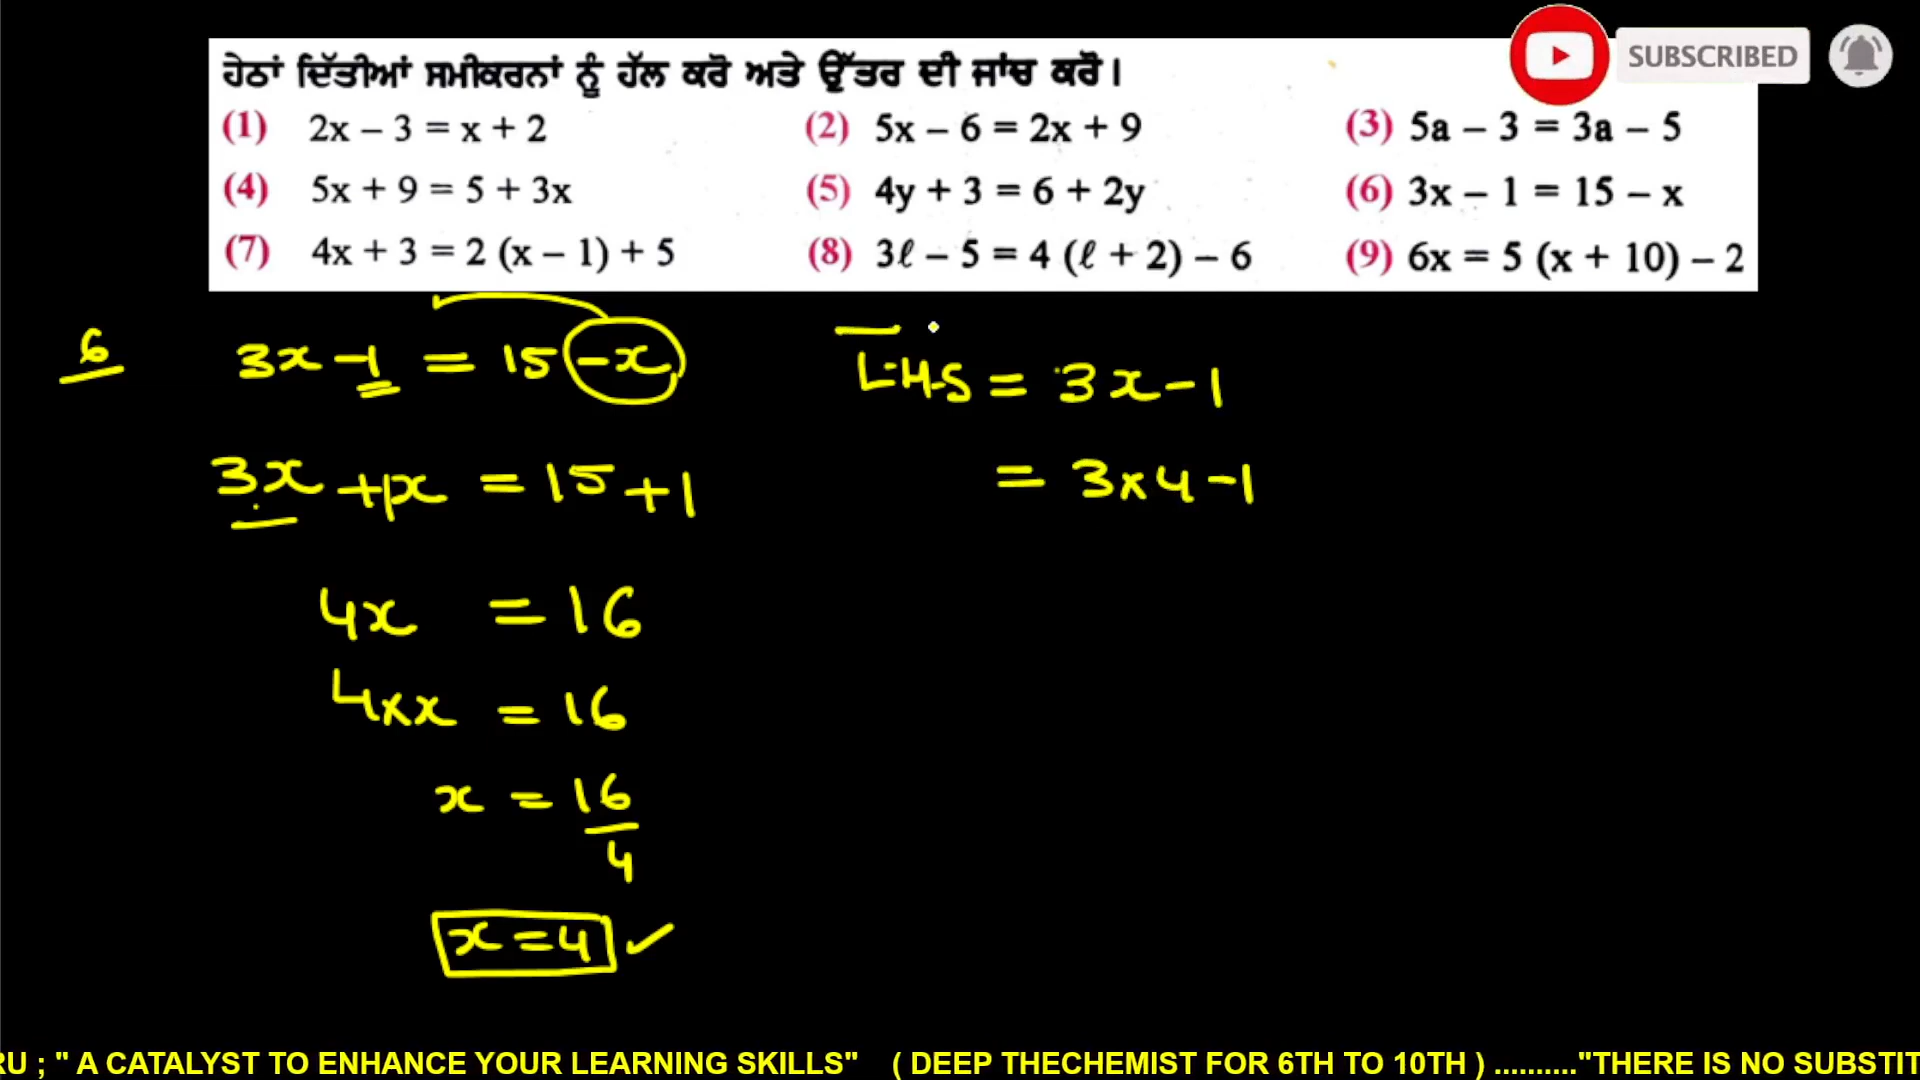 ਹੇਠਾਂ ਦਿੱਤੀਆਂ ਸਮੀਕਰਨਾਂ ਨੂੰ ਹੱਲ ਕਰੋ ਅਤੇ ਉੱਤਰ ਦੀ ਜਾਂਚ ਕਰੋ।
SUBSCRIBED
(1) 2x – 3 = x + 2 (2) 5x – 6 = 2x + 9 (3) 5a – 3 = 3a – 5
(4) 5x + 9 = 5 + 3x (5) 4y + 3 = 6 + 2y (6) 3x – 1 = 15 – x
(7) 4x + 3 = 2 (x – 1) + 5 (8) 3ℓ – 5 = 4 (ℓ + 2) – 6 (9) 6x = 5 (x + 10) – 2
6 3x - 1 = 15 - x
3x + 1x = 15 + 1
4x = 16
4×x = 16
x = 16
4
x = 4 ✓
L.H.S = 3x - 1
= 3×4 - 1
RU ; " A CATALYST TO ENHANCE YOUR LEARNING SKILLS" ( DEEP THECHEMIST FOR 6TH TO 10TH ) ..........."THERE IS NO SUBSTIT